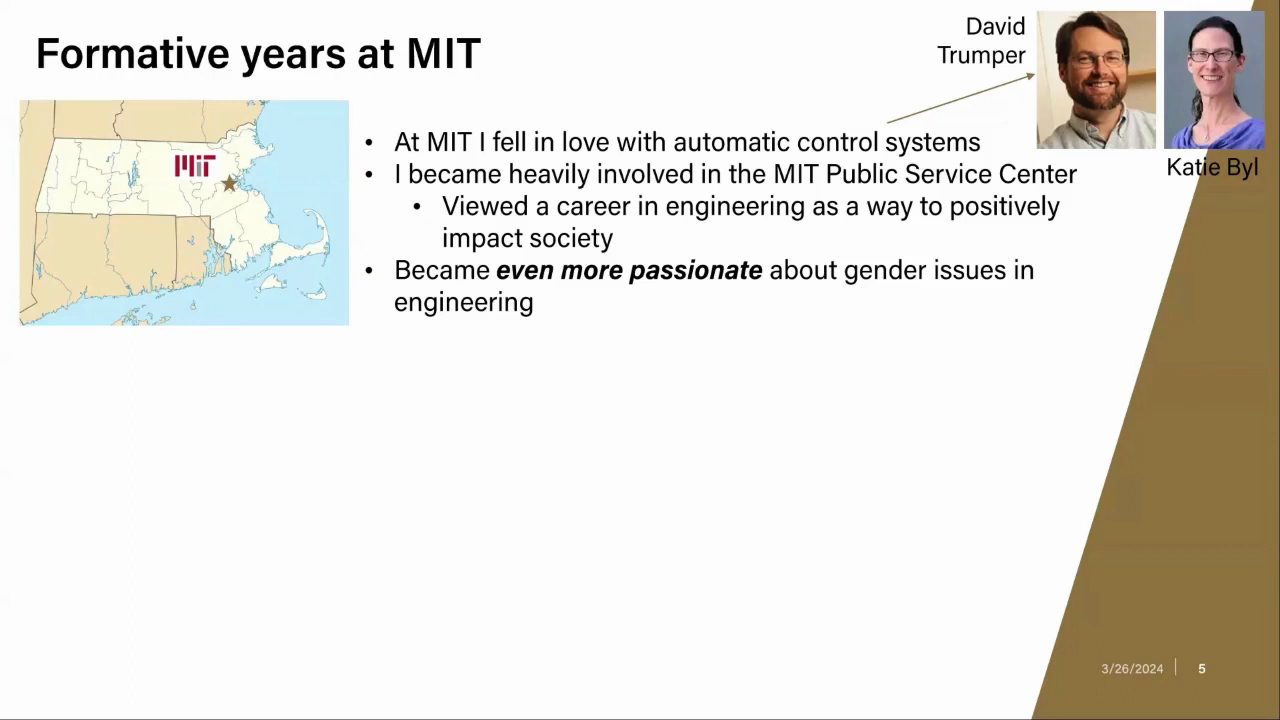 Formative years at MIT
David
Trumper
Katie Byl
MIT
• At MIT I fell in love with automatic control systems
• I became heavily involved in the MIT Public Service Center
• Viewed a career in engineering as a way to positively
impact society
• Became even more passionate about gender issues in
engineering
3/26/2024 | 5